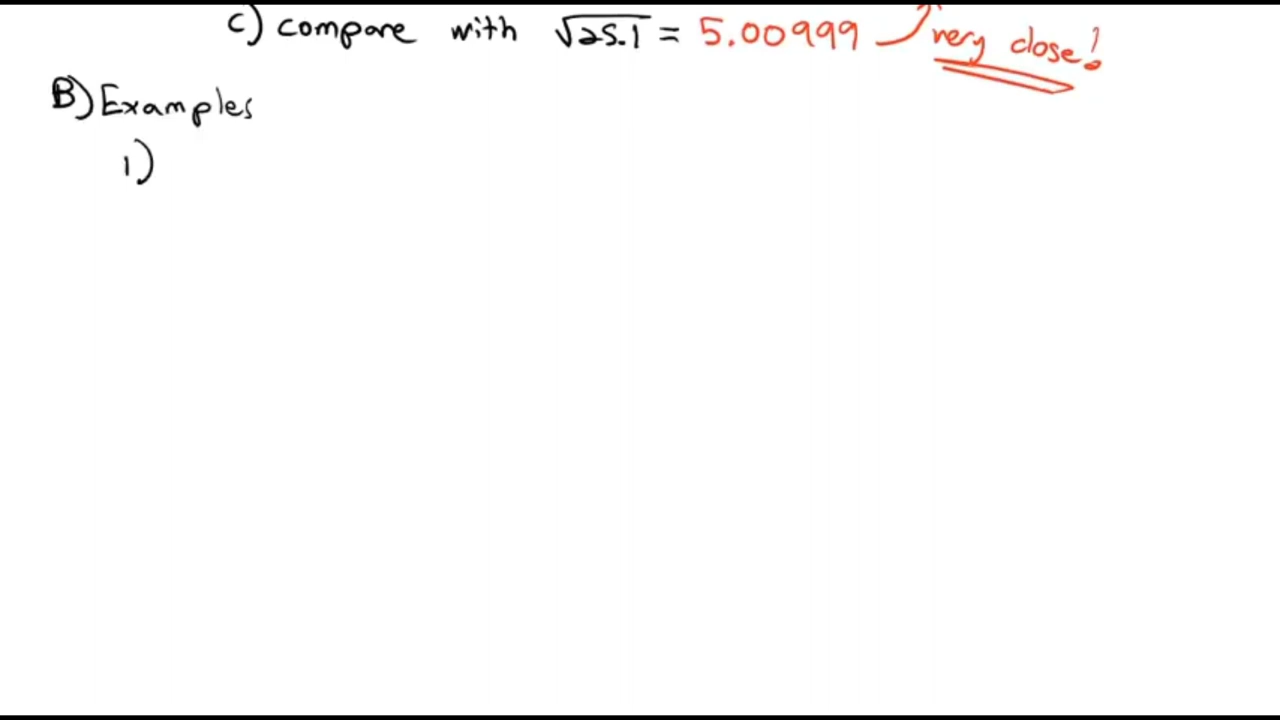 c) compare with √25.1 = 5.00999 very close!
B) Examples
1)